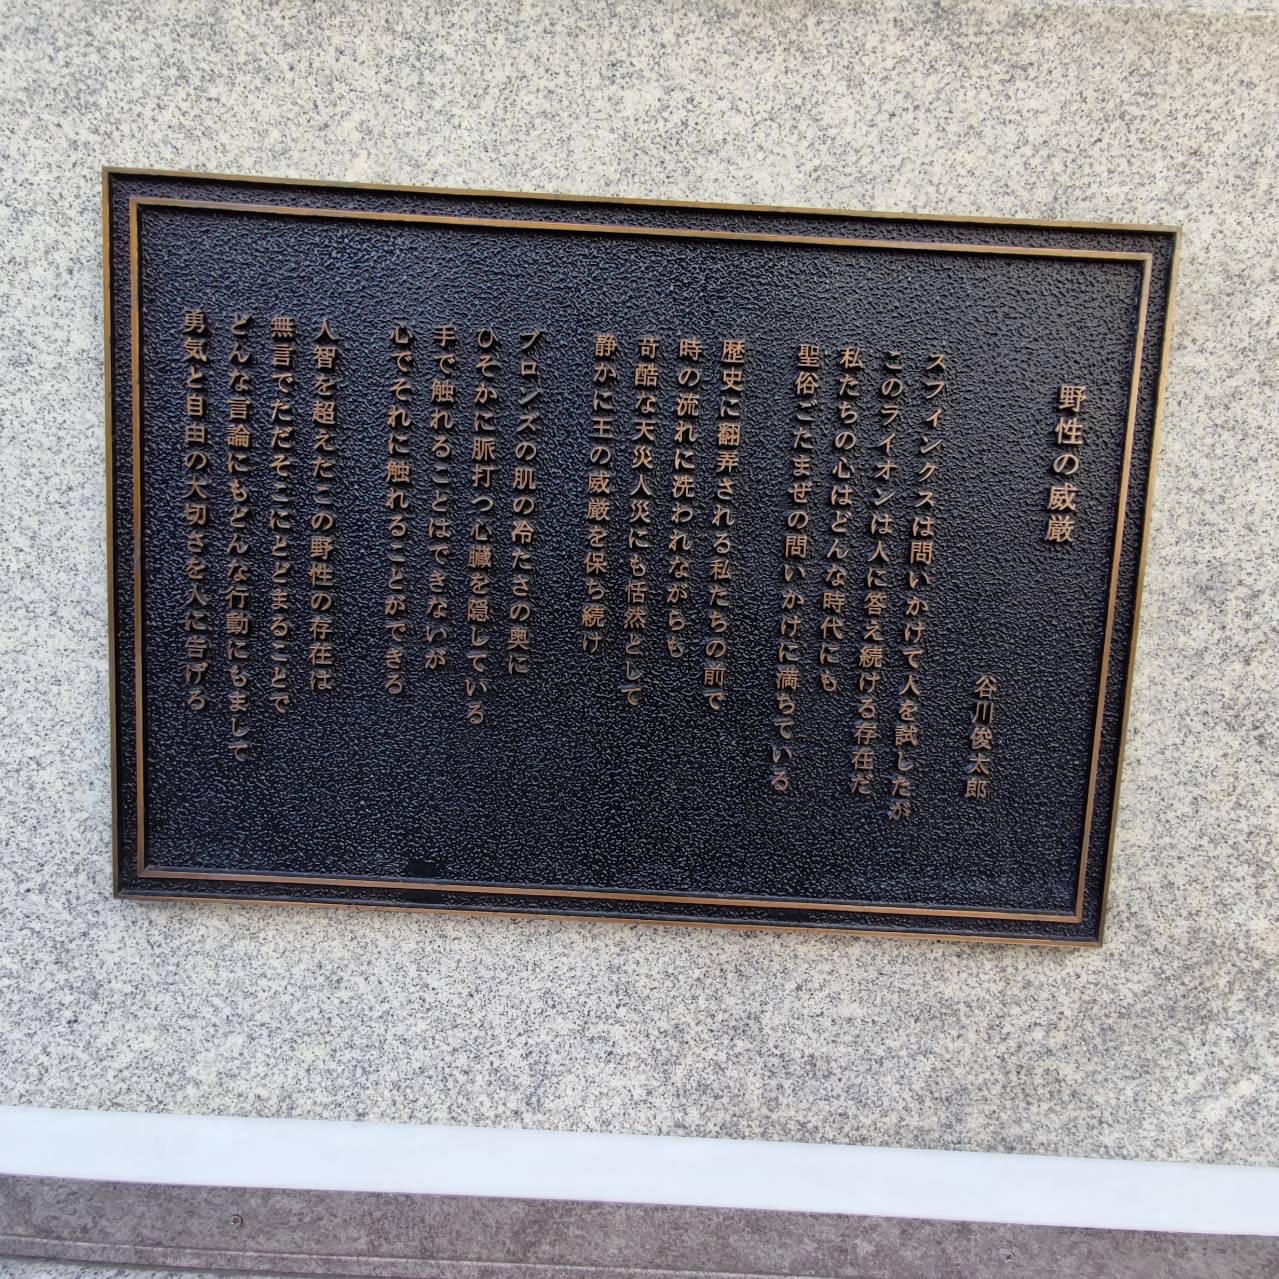 野性の威厳
谷川俊太郎
スフィンクスは問いかけて人を試したが
このライオンは人に答え続ける存在だ
私たちの心はどんな時代にも
聖俗ごたまぜの問いかけに満ちている
歴史に翻弄される私たちの前で
時の流れに洗われながらも
苛酷な天災人災にも恬然として
静かに王の威厳を保ち続け
ブロンズの肌の冷たさの奥に
ひそかに脈打つ心臓を隠している
手で触れることはできないが
心でそれに触れることができる
人智を超えたこの野性の存在は
無言でただそこにとどまることで
どんな言論にもどんな行動にもまして
勇気と自由の大切さを人に告げる